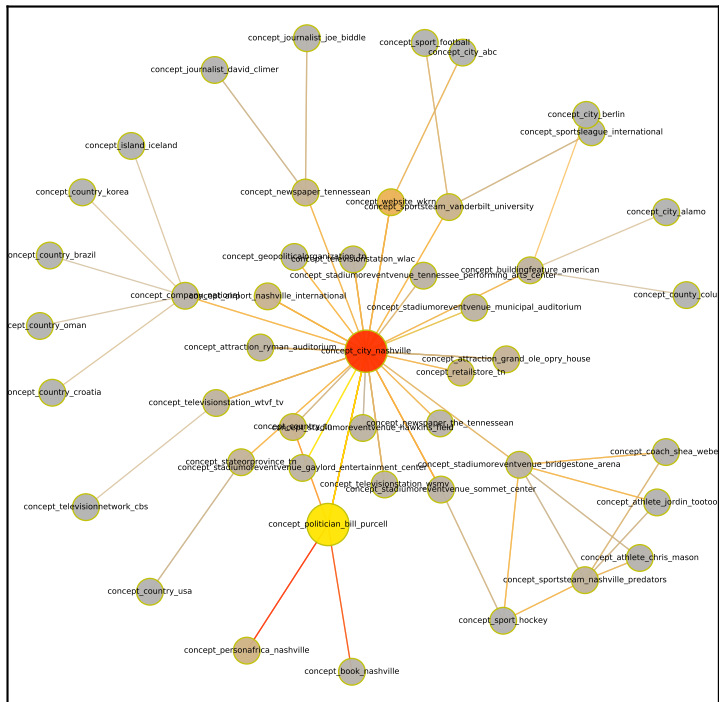 concept_journalist_joe_biddle
concept_sport_football
concept_city_abc
concept_journalist_david_climer
concept_city_berlin
concept_sportsleague_international
concept_island_iceland
concept_country_korea
concept_newspaper_tennessean
concept_website_wkrn
concept_sportsteam_vanderbilt_university
concept_city_alamo
concept_country_brazil
concept_geopoliticalorganization_tn
concept_televisionstation_wlac
concept_stadiumoreventvenue_tennessee_performing_arts_center
concept_buildingfeature_american
concept_county_colu
concept_company_national
concept_airport_nashville_international
concept_stadiumoreventvenue_municipal_auditorium
cept_country_oman
concept_attraction_ryman_auditorium
concept_city_nashville
concept_attraction_grand_ole_opry_house
concept_retailstore_tn
concept_country_croatia
concept_televisionstation_wtvf_tv
concept_stadiumoreventvenue_hawkins_field
concept_newspaper_the_tennessean
concept_coach_shea_webe
concept_stateorprovince_tn
concept_stadiumoreventvenue_gaylord_entertainment_center
concept_stadiumoreventvenue_bridgestone_arena
concept_televisionstation_wsmv
concept_stadiumoreventvenue_sommet_center
concept_televisionnetwork_cbs
concept_athlete_jordin_tootoo
concept_politician_bill_purcell
concept_athlete_chris_mason
concept_sportsteam_nashville_predators
concept_country_usa
concept_sport_hockey
concept_personafrica_nashville
concept_book_nashville